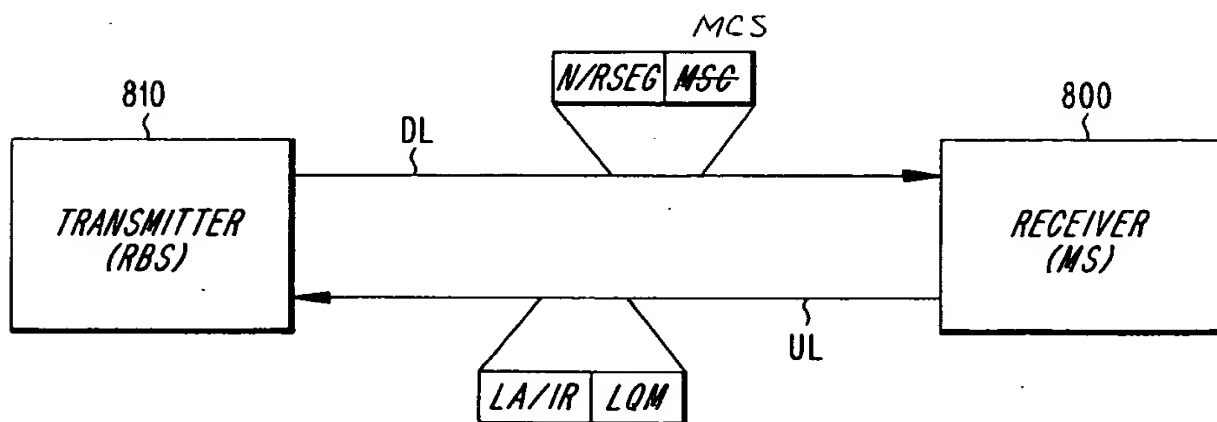 MCS
N/RSEG MSC
810
800
DL
TRANSMITTER
(RBS)
RECEIVER
(MS)
UL
LA/IR LQM